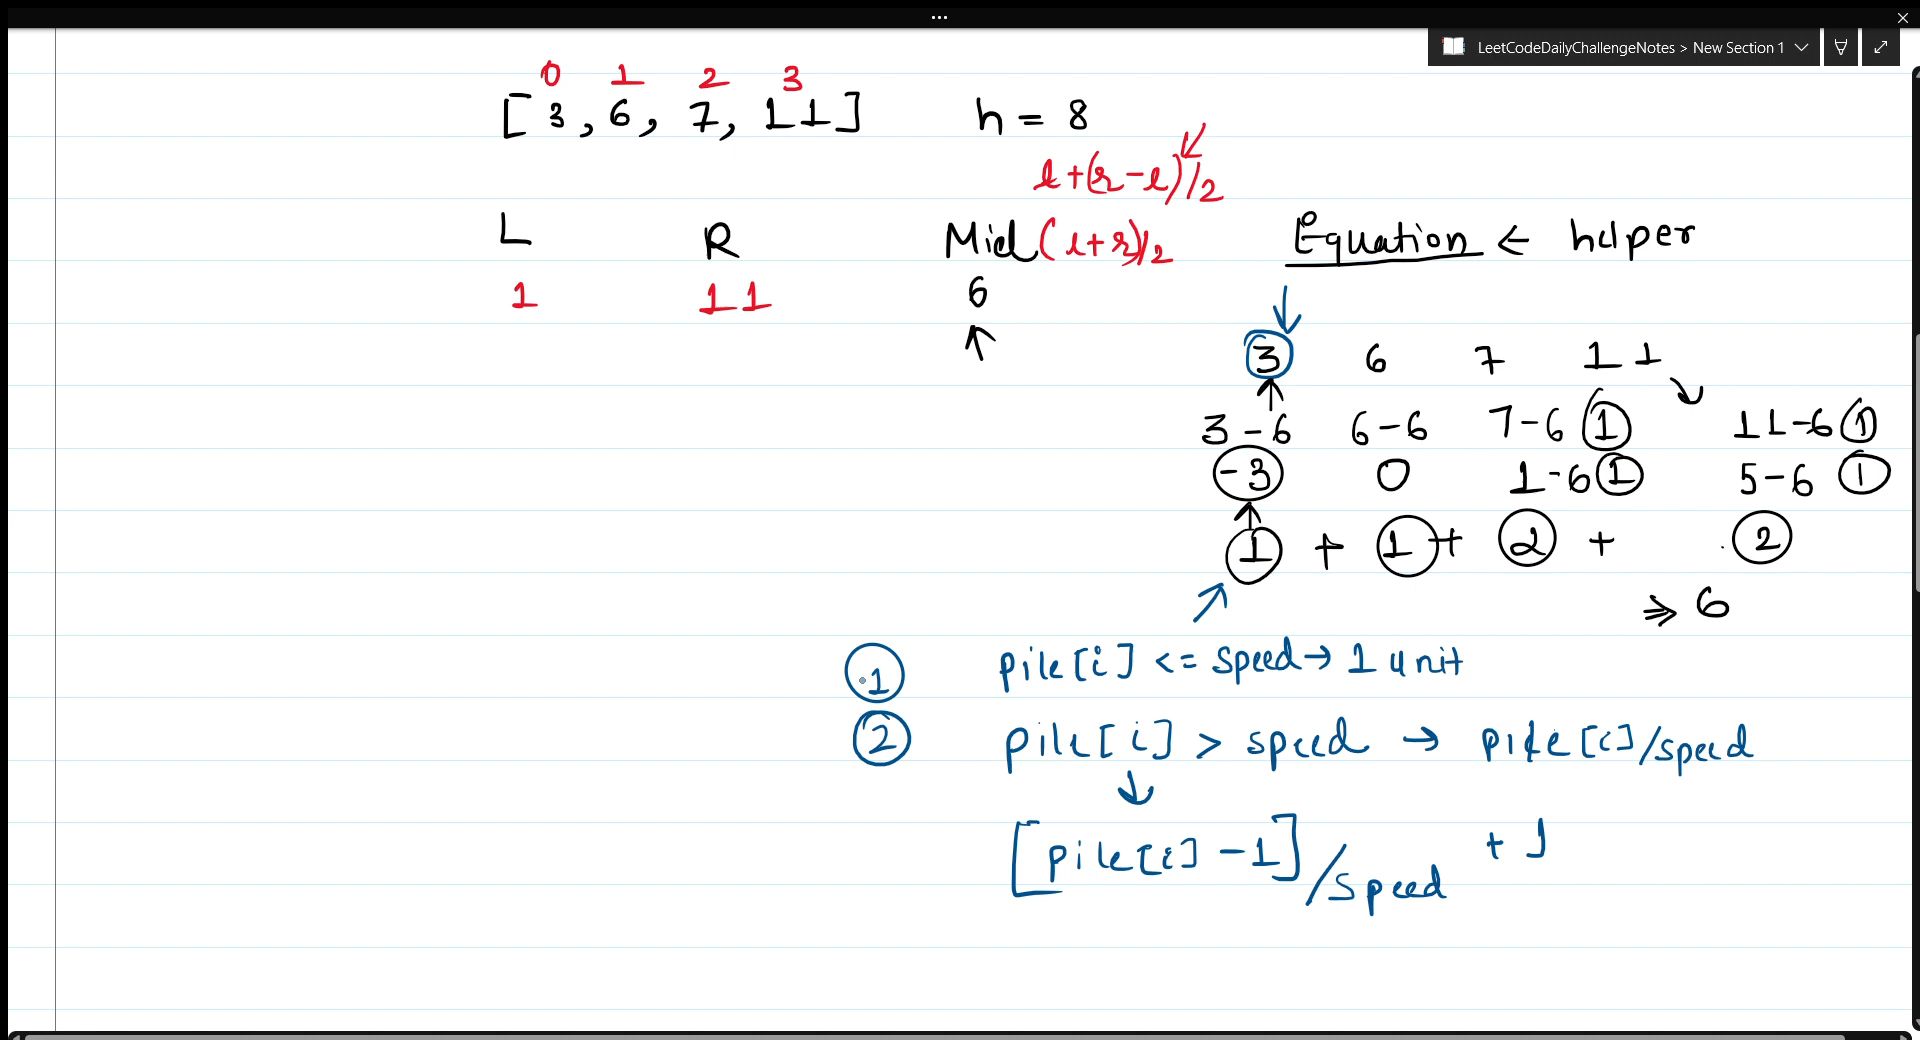 LeetCodeDailyChallengeNotes > New Section 1
0 1 2 3
[3, 6, 7, 11] h = 8
l+(r-l)/2
L R Mid (l+r)/2 Equation ← helper
1 11 6
3 6 7 11
3-6 6-6 7-6 1 11-6 1
-3 0 1-6 1 5-6 1
1 + 1 + 2 + 2
⇒ 6
1 pile[i] <= speed → 1 unit
2 pile[i] > speed → pile[i]/speed
[pile[i] -1]/speed + 1